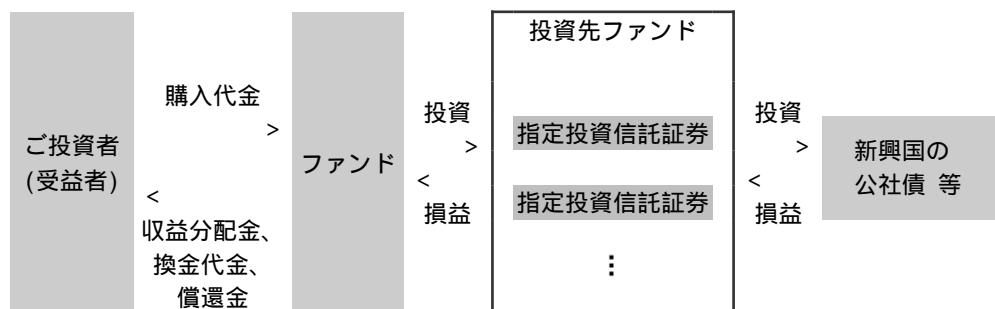 ご投資者
(受益者)
購入代金
>
<
収益分配金、
換金代金、
償還金
ファンド
投資
>
<
損益
投資先ファンド
指定投資信託証券
指定投資信託証券
⋮
投資
>
<
損益
新興国の
公社債 等